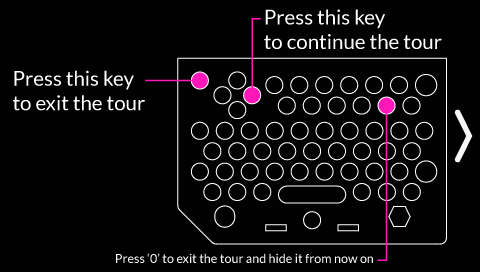 Press this key
to continue the tour
Press this key
to exit the tour
Press ‘0’ to exit the tour and hide it from now on